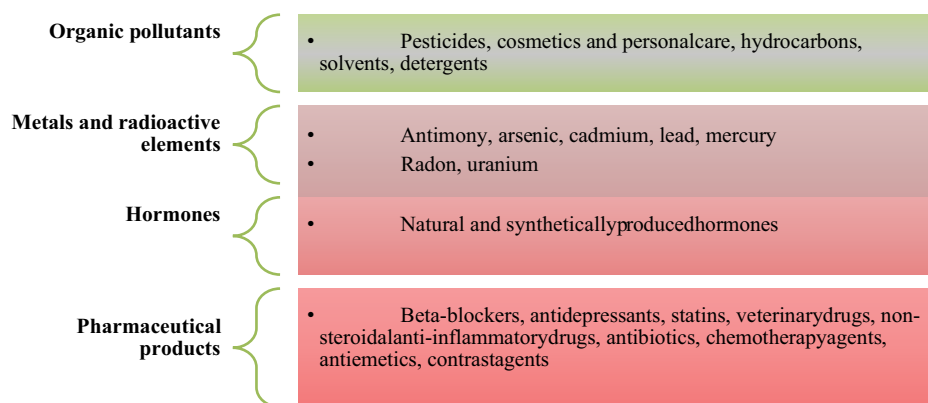 Organic pollutants
• Pesticides, cosmetics and personalcare, hydrocarbons,
solvents, detergents
Metals and radioactive
elements
• Antimony, arsenic, cadmium, lead, mercury
• Radon, uranium
Hormones
• Natural and syntheticallyproducedhormones
Pharmaceutical
products
• Beta-blockers, antidepressants, statins, veterinarydrugs, non-
steroidalanti-inflammatorydrugs, antibiotics, chemotherapyagents,
antiemetics, contrastagents